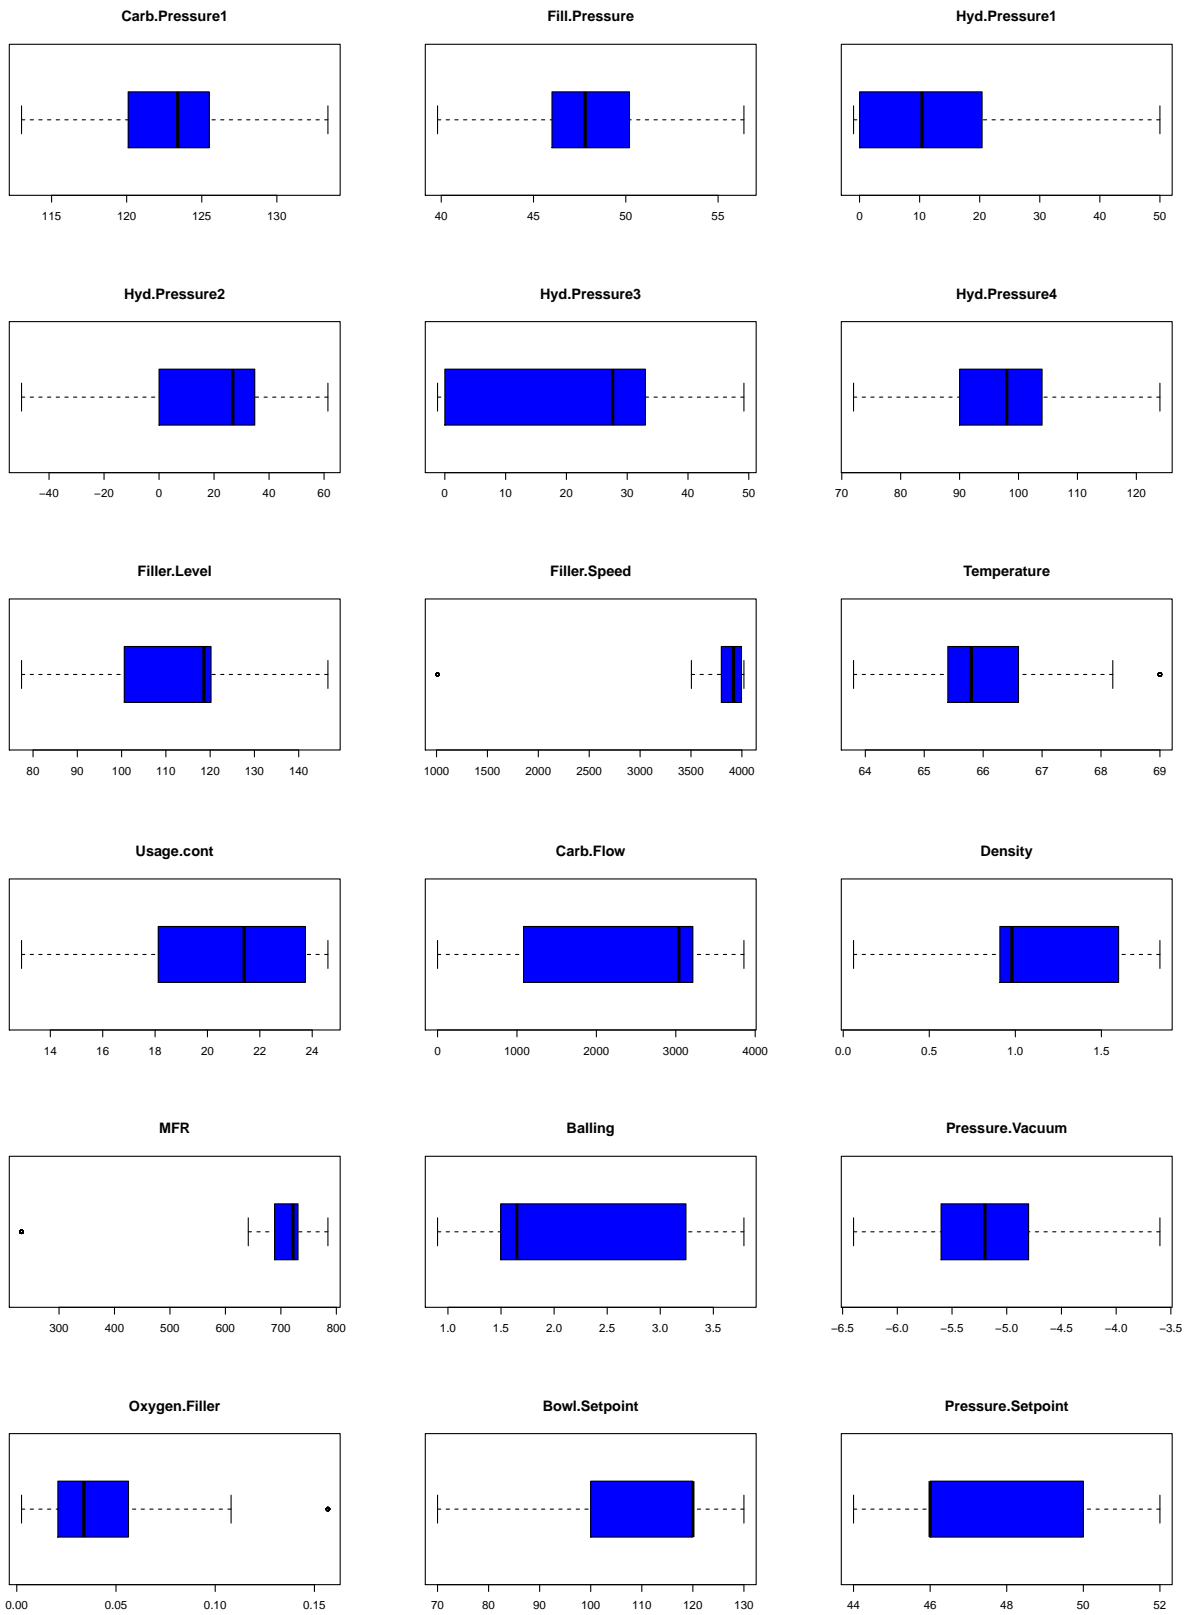 Carb.Pressure1 Fill.Pressure Hyd.Pressure1
115 120 125 130 40 45 50 55 0 10 20 30 40 50
Hyd.Pressure2 Hyd.Pressure3 Hyd.Pressure4
−40 −20 0 20 40 60 0 10 20 30 40 50 70 80 90 100 110 120
Filler.Level Filler.Speed Temperature
80 90 100 110 120 130 140 1000 1500 2000 2500 3000 3500 4000 64 65 66 67 68 69
Usage.cont Carb.Flow Density
14 16 18 20 22 24 0 1000 2000 3000 4000 0.0 0.5 1.0 1.5
MFR Balling Pressure.Vacuum
300 400 500 600 700 800 1.0 1.5 2.0 2.5 3.0 3.5 −6.5 −6.0 −5.5 −5.0 −4.5 −4.0 −3.5
Oxygen.Filler Bowl.Setpoint Pressure.Setpoint
0.00 0.05 0.10 0.15 70 80 90 100 110 120 130 44 46 48 50 52